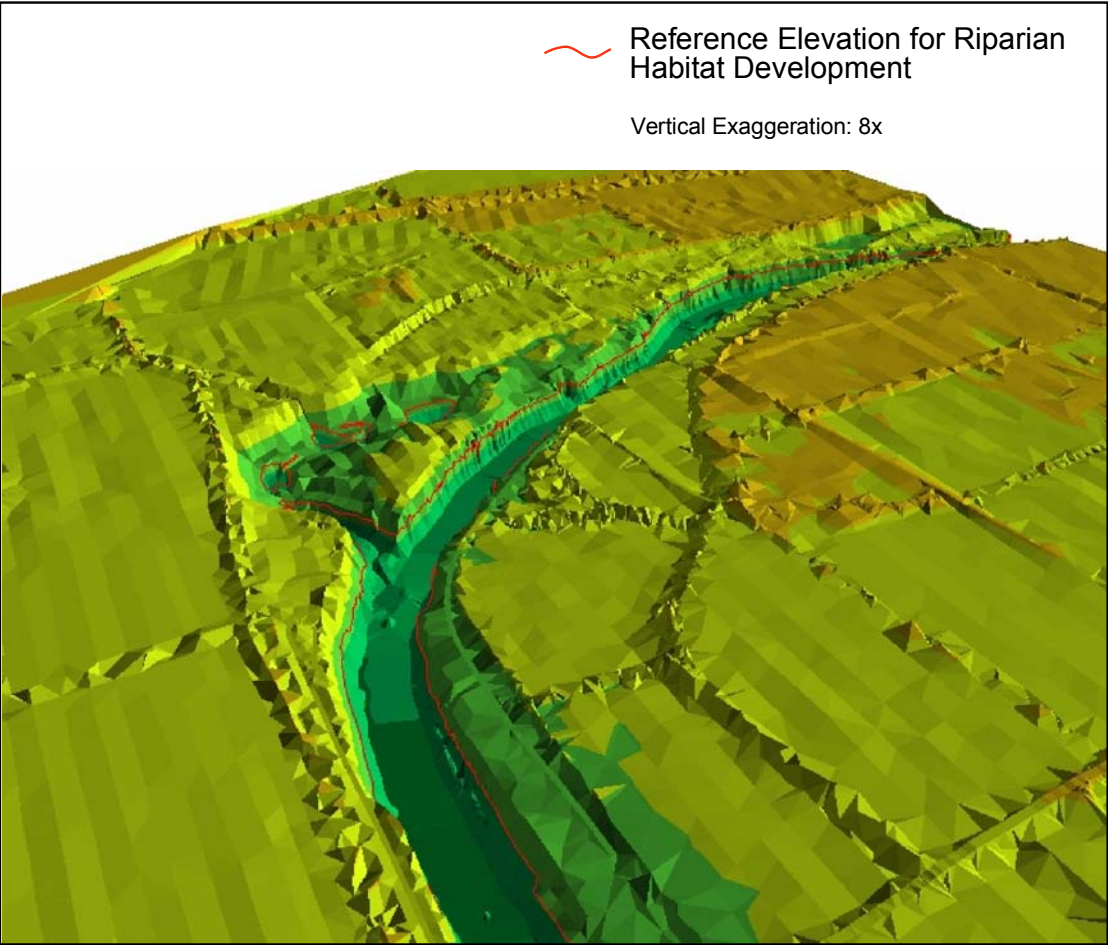 Reference Elevation for Riparian
Habitat Development
Vertical Exaggeration: 8x